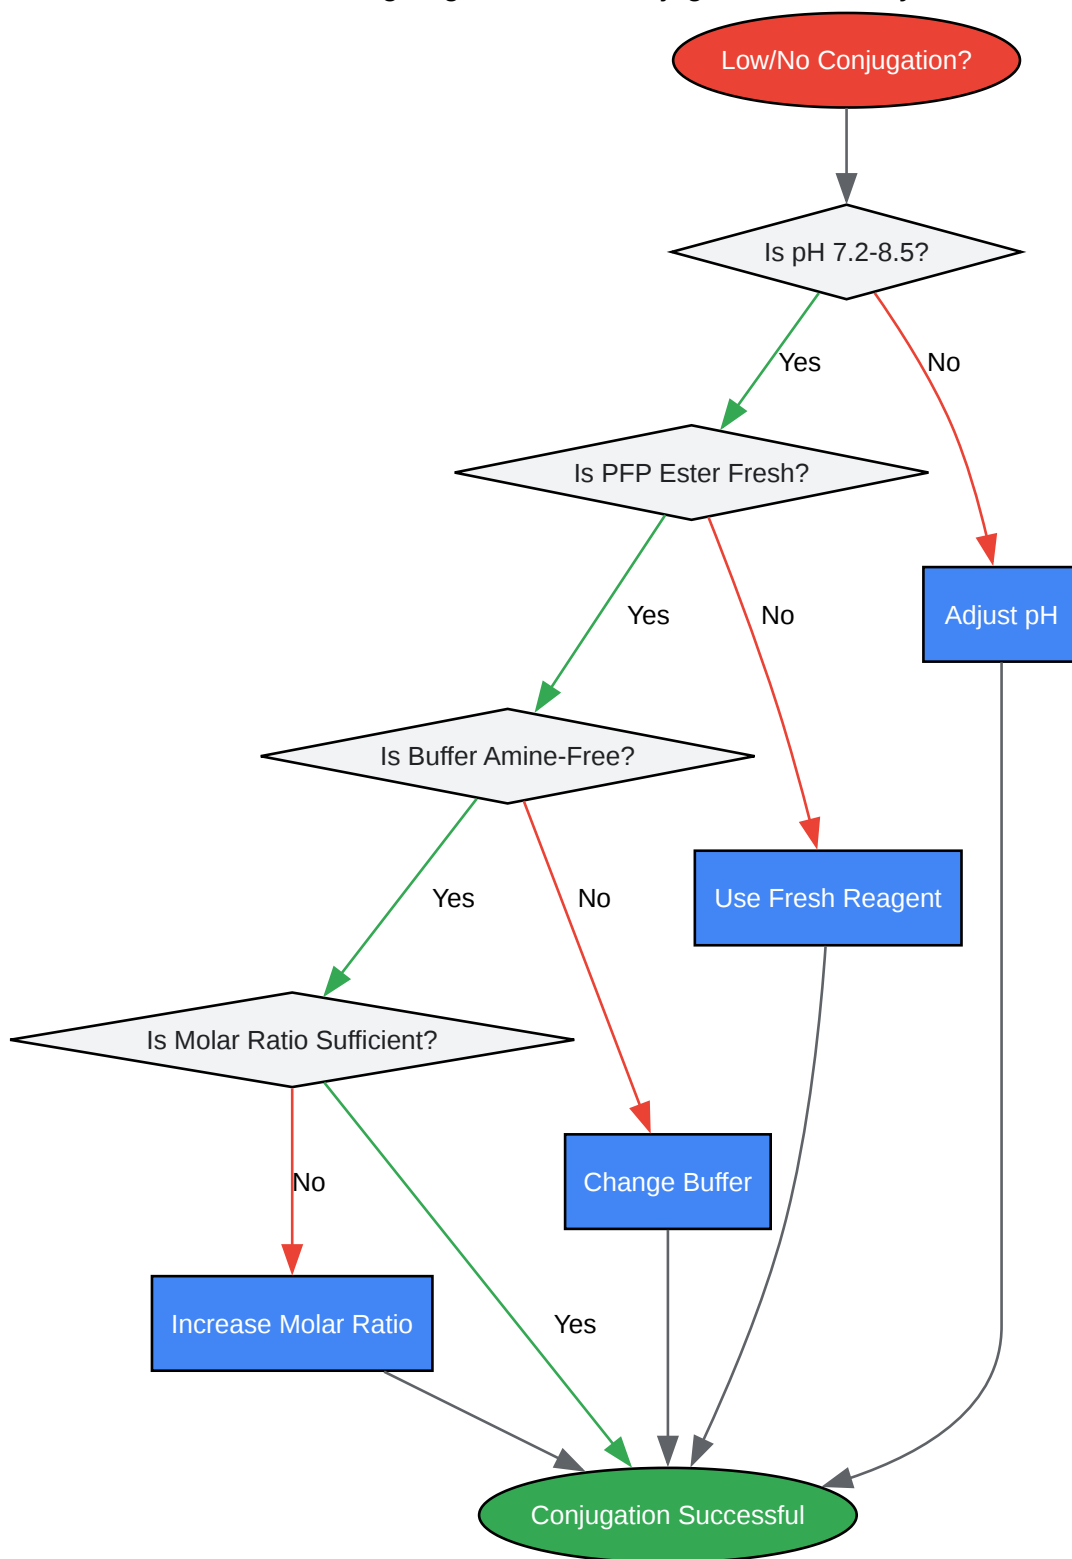 Low/No Conjugation?
Is pH 7.2-8.5?
Yes
No
Is PFP Ester Fresh?
Yes
No
Adjust pH
Is Buffer Amine-Free?
Yes
No
Use Fresh Reagent
Is Molar Ratio Sufficient?
No
Change Buffer
Increase Molar Ratio
Yes
Conjugation Successful